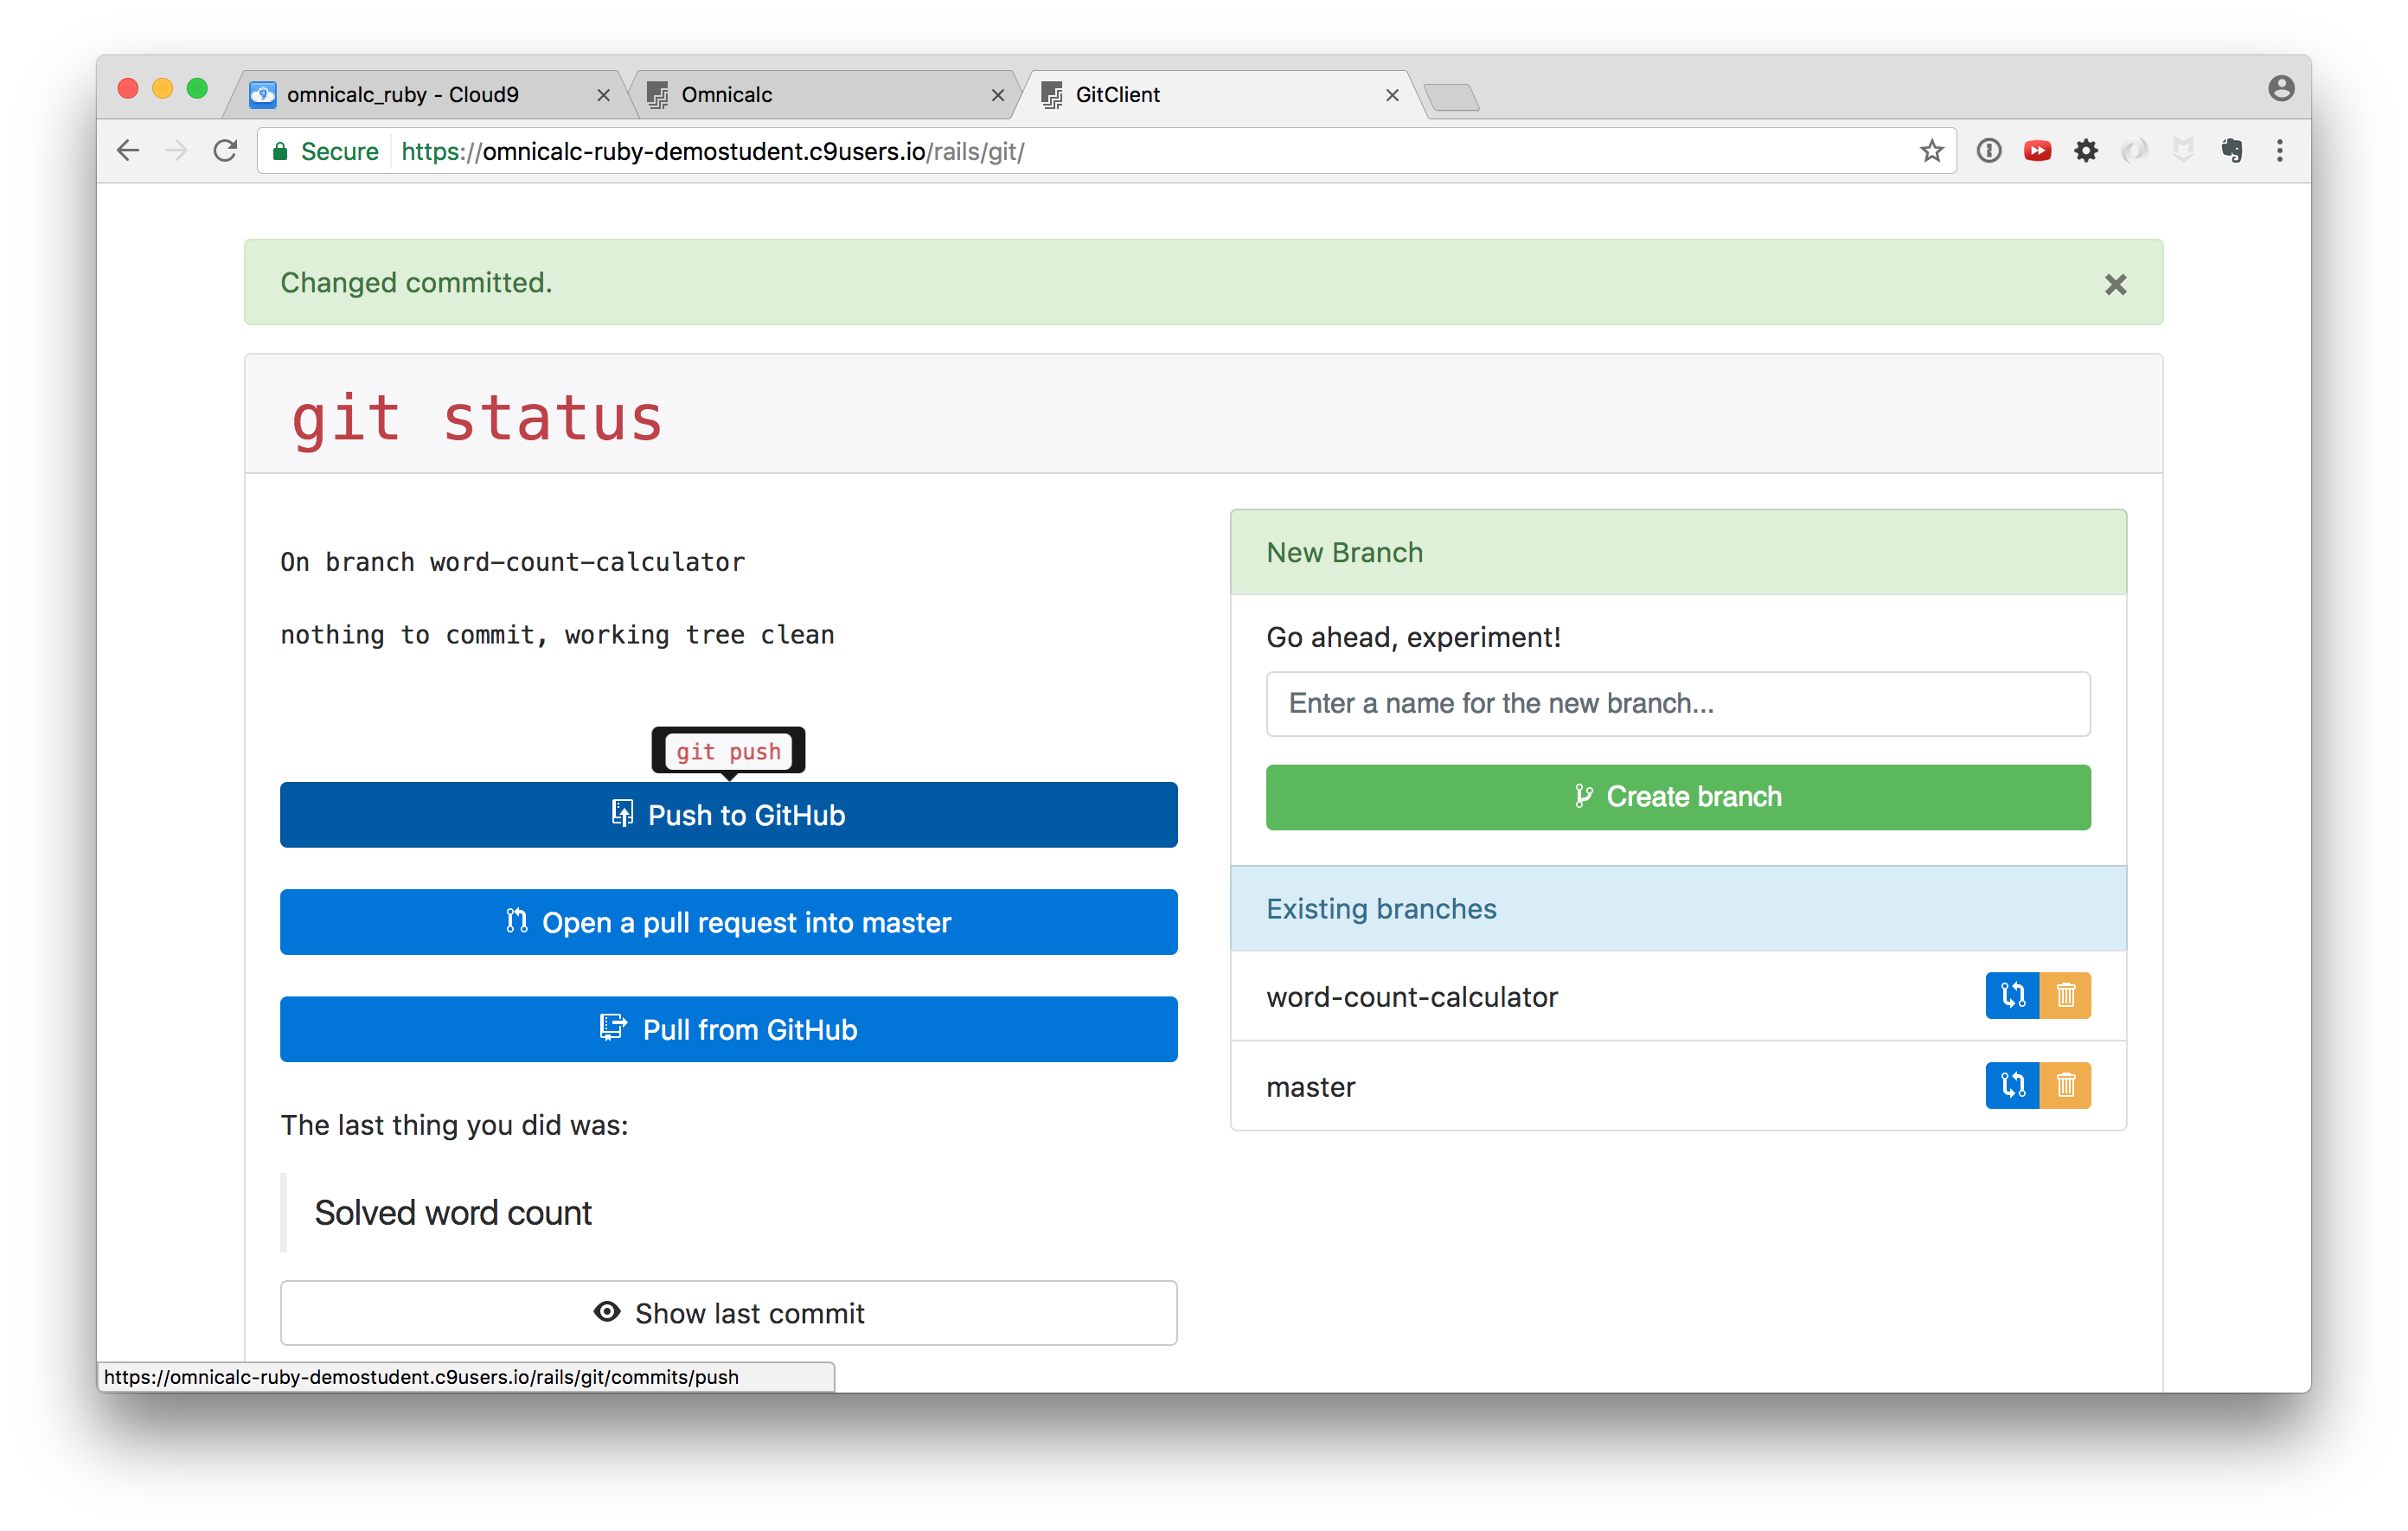 omnicalc_ruby - Cloud9
Omnicalc
GitClient
Secure https://omnicalc-ruby-demostudent.c9users.io/rails/git/
Changed committed.
git status
On branch word-count-calculator
nothing to commit, working tree clean
git push
Push to GitHub
Open a pull request into master
Pull from GitHub
The last thing you did was:
Solved word count
Show last commit
New Branch
Go ahead, experiment!
Enter a name for the new branch...
Create branch
Existing branches
word-count-calculator
master
https://omnicalc-ruby-demostudent.c9users.io/rails/git/commits/push